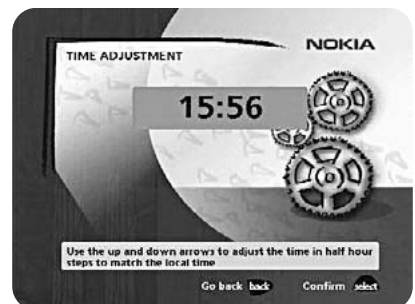 NOKIA
TIME ADJUSTMENT
15:56
Use the up and down arrows to adjust the time in half hour
steps to match the local time
Go back back Confirm select